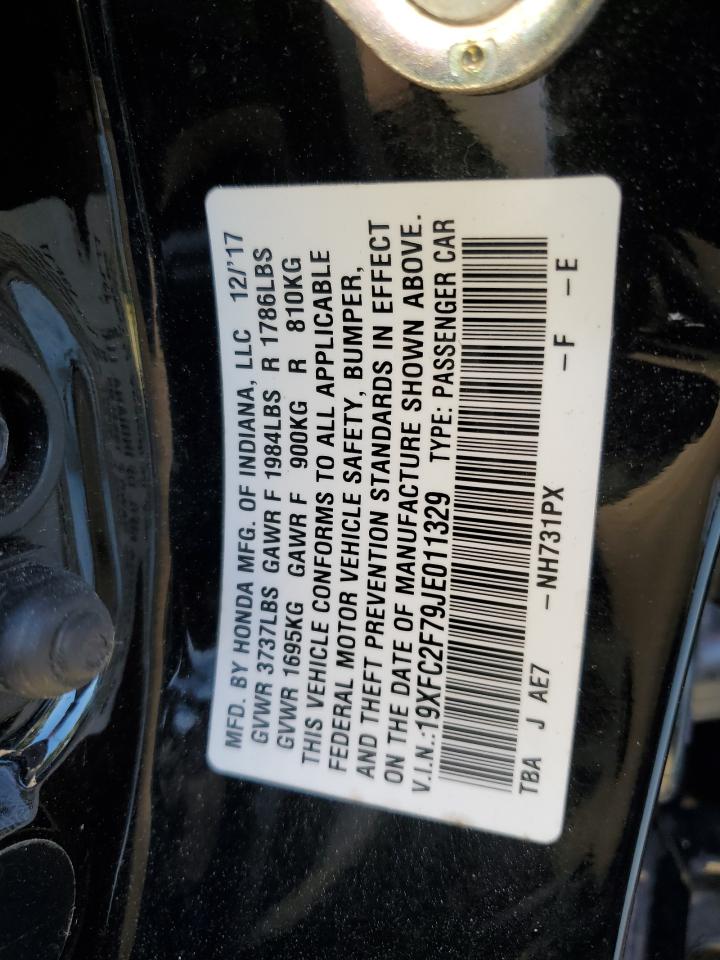 MFD. BY HONDA MFG. OF INDIANA, LLC 12/'17
GVWR 3737LBS GAWR F 1984LBS R 1786LBS
GVWR 1695KG GAWR F 900KG R 810KG
THIS VEHICLE CONFORMS TO ALL APPLICABLE
FEDERAL MOTOR VEHICLE SAFETY, BUMPER,
AND THEFT PREVENTION STANDARDS IN EFFECT
ON THE DATE OF MANUFACTURE SHOWN ABOVE.
V.I.N.:19XFC2F79JE011329 TYPE: PASSENGER CAR
TBA J AE7 -NH731PX -F -E